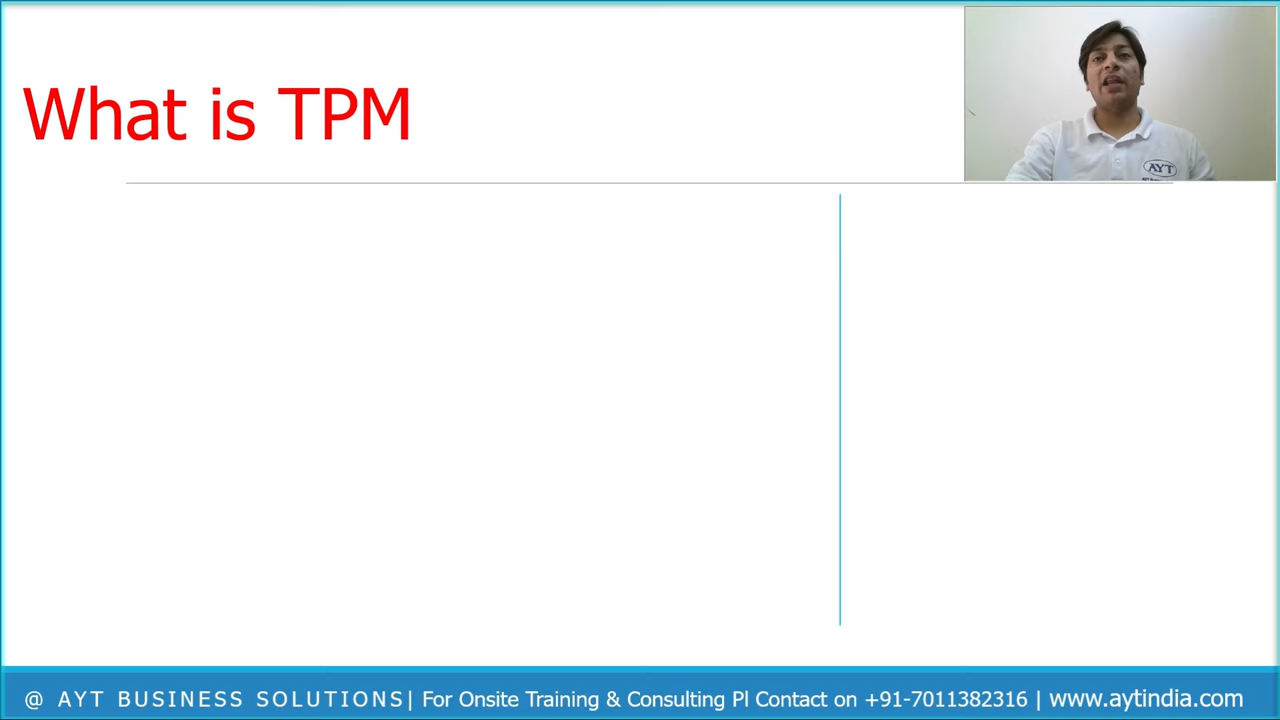 What is TPM
AYT
@ AYT BUSINESS SOLUTIONS| For Onsite Training & Consulting Pl Contact on +91-7011382316 | www.aytindia.com